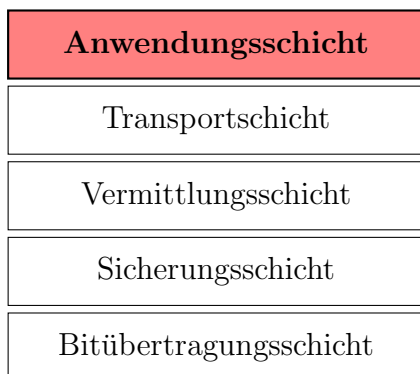 Anwendungsschicht
Transportschicht
Vermittlungsschicht
Sicherungsschicht
Bitübertragungsschicht